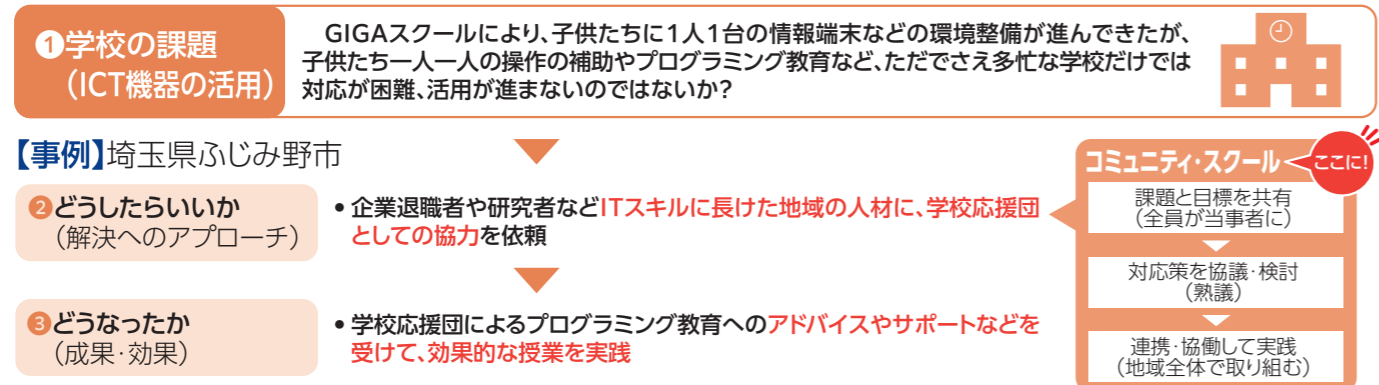 ❶学校の課題
（ICT機器の活用）
GIGAスクールにより、子供たちに1人1台の情報端末などの環境整備が進んできたが、
子供たち一人一人の操作の補助やプログラミング教育など、ただでさえ多忙な学校だけでは
対応が困難、活用が進まないのではないか？
【事例】埼玉県ふじみ野市
❷どうしたらいいか
（解決へのアプローチ）
• 企業退職者や研究者などITスキルに長けた地域の人材に、学校応援団
としての協力を依頼
❸どうなったか
（成果・効果）
• 学校応援団によるプログラミング教育へのアドバイスやサポートなどを
受けて、効果的な授業を実践
コミュニティ・スクール
ここに！
課題と目標を共有
（全員が当事者に）
対応策を協議・検討
（熟議）
連携・協働して実践
（地域全体で取り組む）